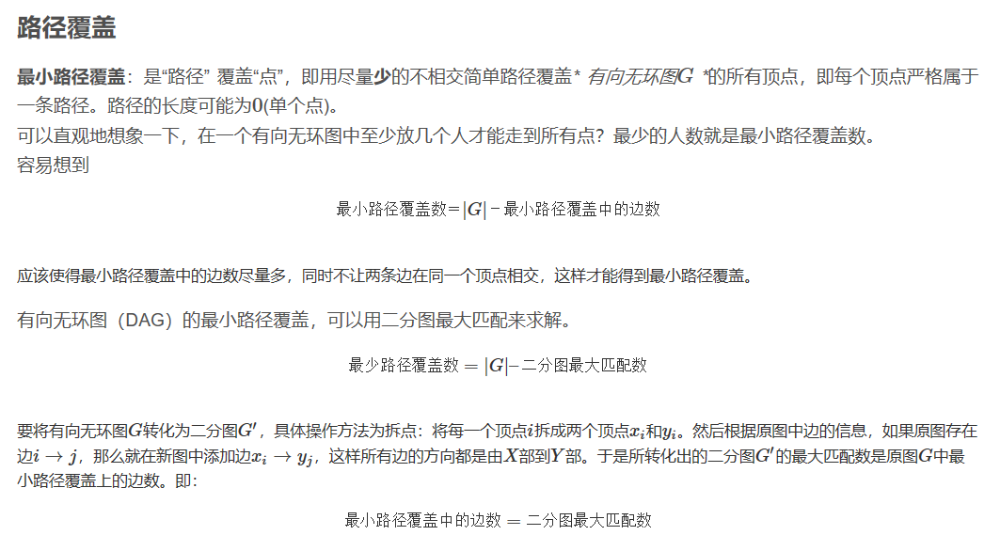 路径覆盖
最小路径覆盖：是“路径” 覆盖“点”，即用尽量少的不相交简单路径覆盖* 有向无环图G *的所有顶点，即每个顶点严格属于
一条路径。路径的长度可能为0(单个点)。
可以直观地想象一下，在一个有向无环图中至少放几个人才能走到所有点？最少的人数就是最小路径覆盖数。
容易想到
最小路径覆盖数=|G|－最小路径覆盖中的边数
应该使得最小路径覆盖中的边数尽量多，同时不让两条边在同一个顶点相交，这样才能得到最小路径覆盖。
有向无环图（DAG）的最小路径覆盖，可以用二分图最大匹配来求解。
最少路径覆盖数 = |G|−二分图最大匹配数
要将有向无环图G转化为二分图G′，具体操作方法为拆点：将每一个顶点i拆成两个顶点xᵢ和yᵢ。然后根据原图中边的信息，如果原图存在
边i → j，那么就在新图中添加边xᵢ → yⱼ，这样所有边的方向都是由X部到Y部。于是所转化出的二分图G′的最大匹配数是原图G中最
小路径覆盖上的边数。即：
最小路径覆盖中的边数 = 二分图最大匹配数